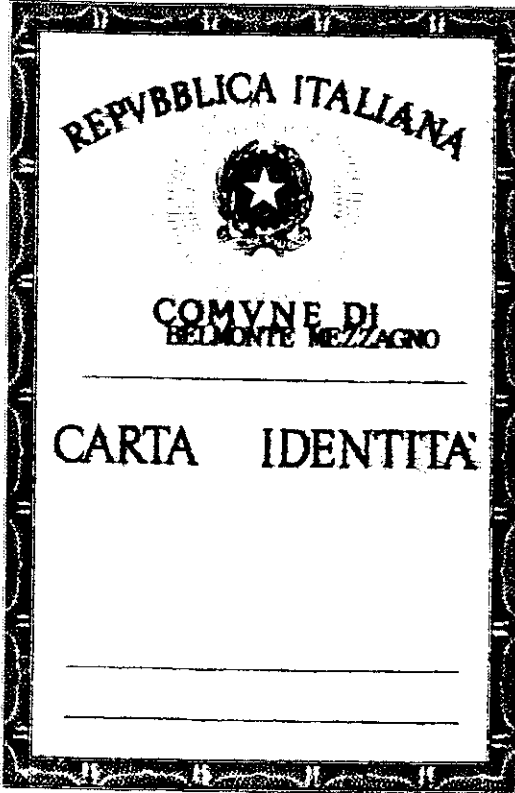 REPVBBLICA ITALIANA
COMVNE DI
BELMONTE MEZZAGNO
CARTA IDENTITA'